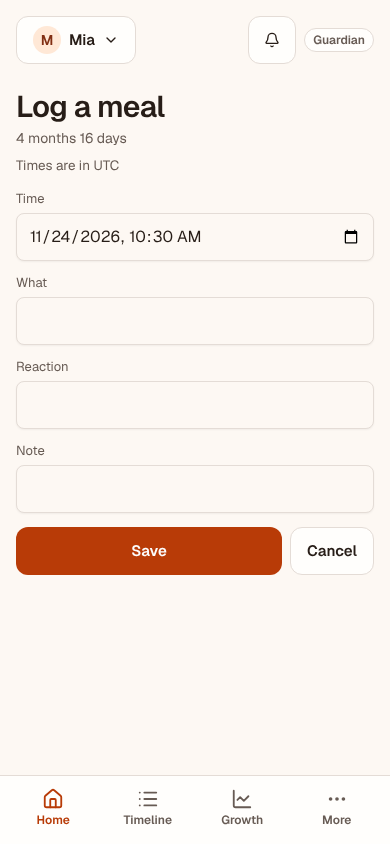 M Mia
Guardian
Log a meal
4 months 16 days
Times are in UTC
Time
11/24/2026, 10:30 AM
What
Reaction
Note
Save Cancel
Home Timeline Growth More